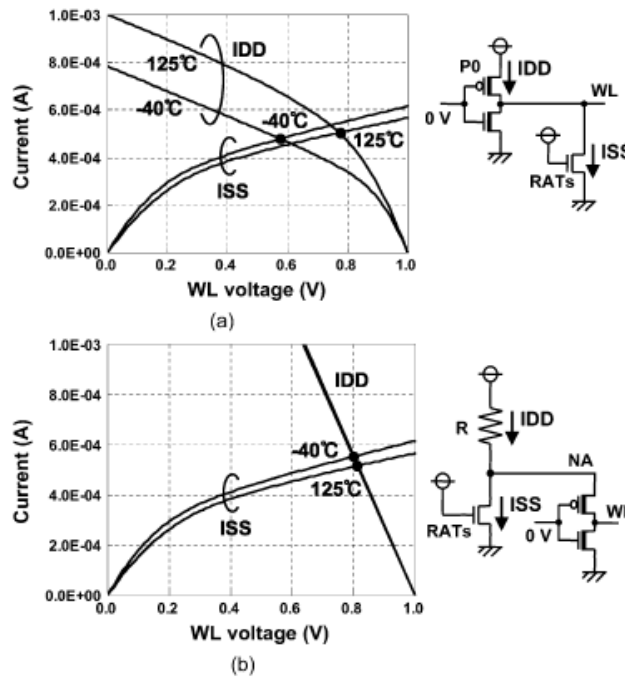 1.0E-03
IDD
8.0E-04
125℃
P0
IDD
WL
6.0E-04
-40℃
-40℃
0 V
125℃
4.0E-04
ISS
ISS
RATs
2.0E-04
0.0E+00
0.0 0.2 0.4 0.6 0.8 1.0
Current (A)
WL voltage (V)
(a)
1.0E-03
IDD
8.0E-04
R
IDD
6.0E-04
-40℃
NA
125℃
4.0E-04
ISS
RATs
ISS
0 V
2.0E-04
0.0E+00
0.0 0.2 0.4 0.6 0.8 1.0
Current (A)
WL voltage (V)
(b)